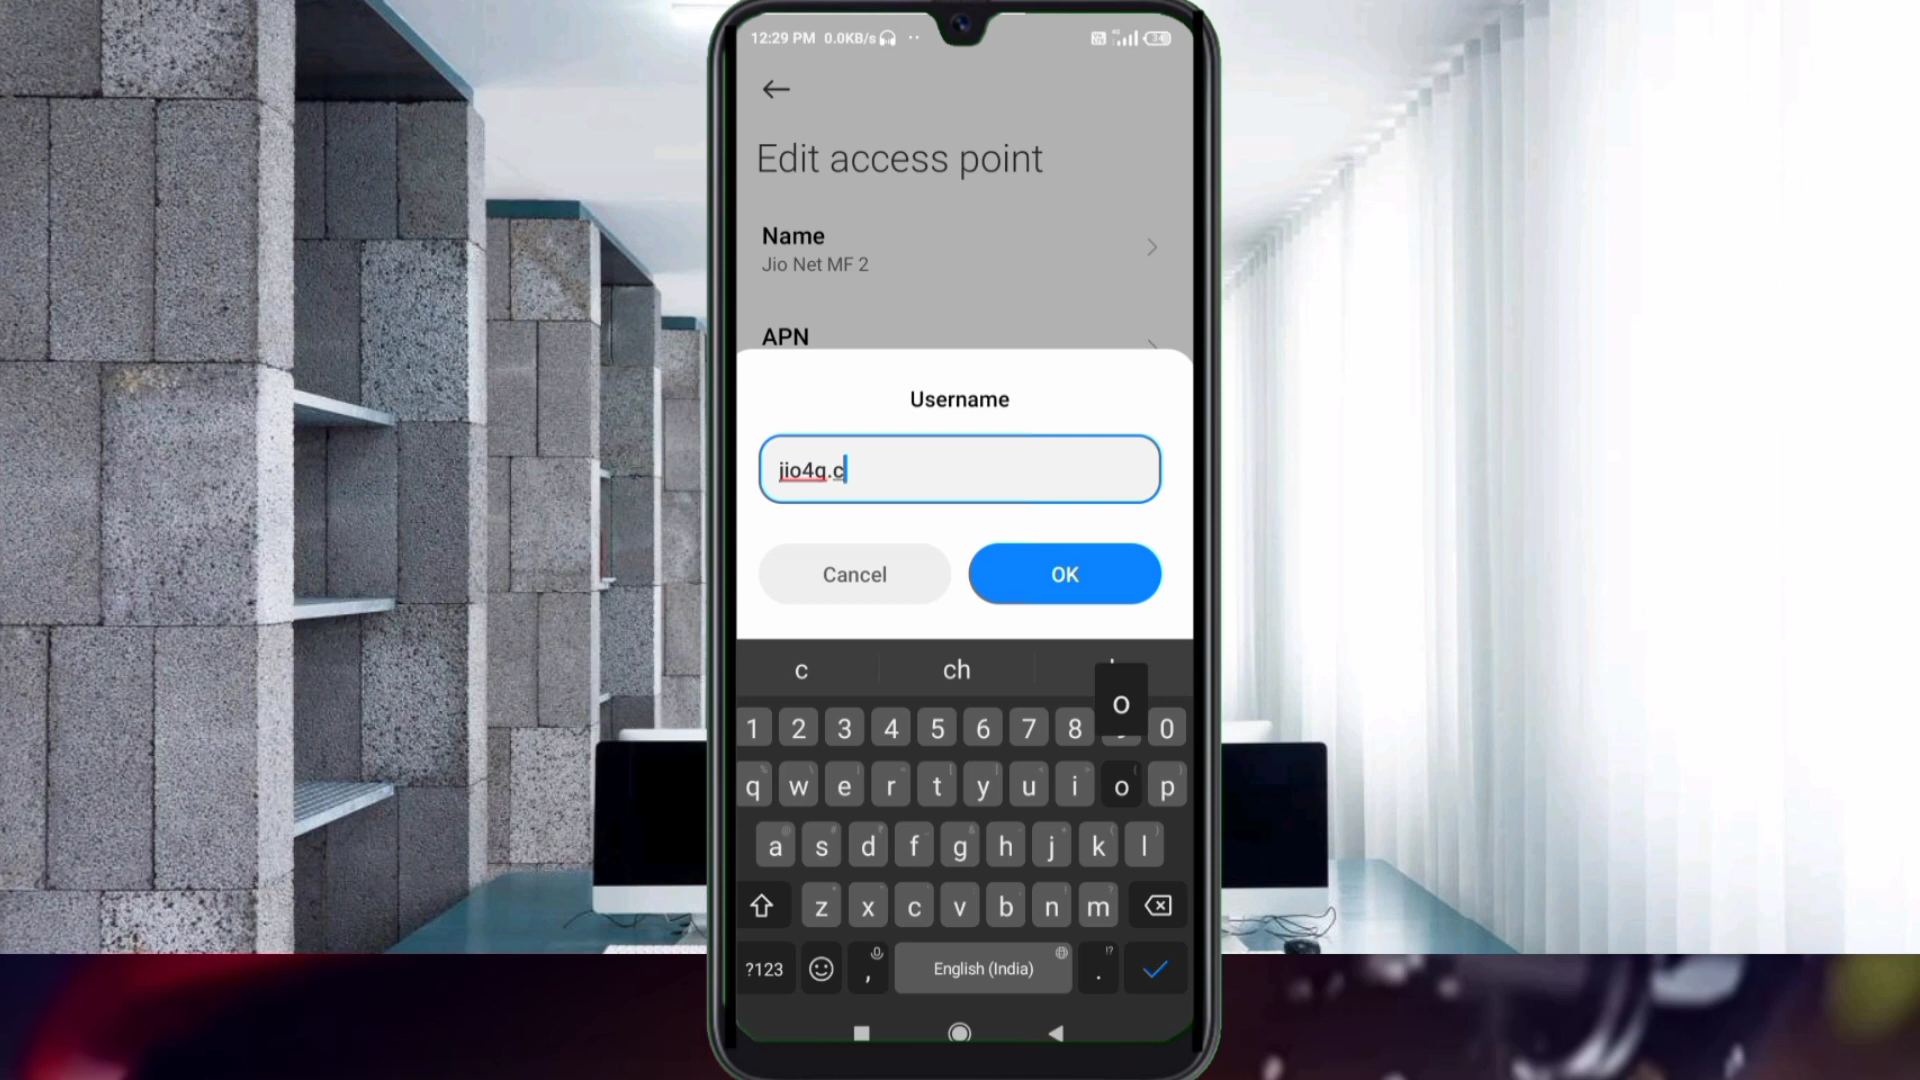 12:29 PM 0.0KB/s
34
Edit access point
Name
Jio Net MF 2
APN
Username
jio4g.c
Cancel
OK
c ch
o
1 2 3 4 5 6 7 8 0
q w e r t y u i o p
a s d f g h j k l
z x c v b n m
?123 , English (India) . !?